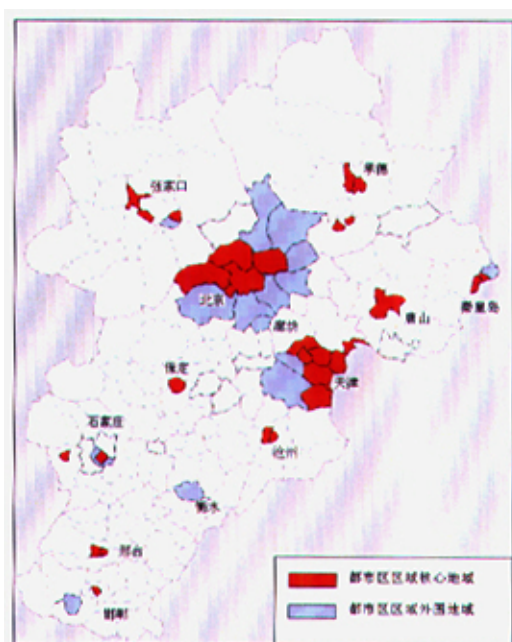 承德
张家口
秦皇岛
北京
唐山
廊坊
保定
天津
石家庄
沧州
衡水
邢台
邯郸
都市区区域核心地域
都市区区域外围地域